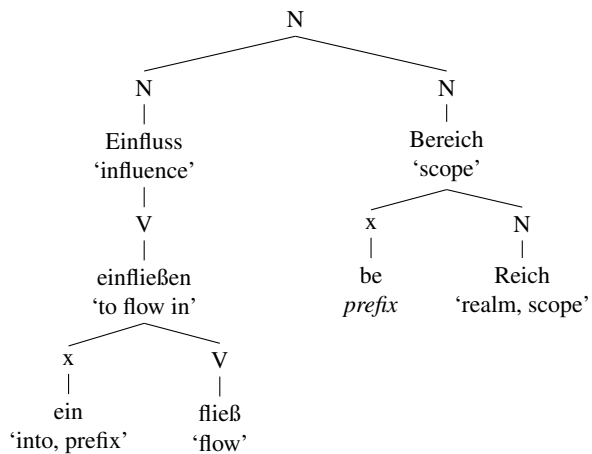 N
N N
Einfluss Bereich
‘influence’ ‘scope’
V x N
einfließen be Reich
‘to flow in’ prefix ‘realm, scope’
x V
ein fließ
‘into, prefix’ ‘flow’